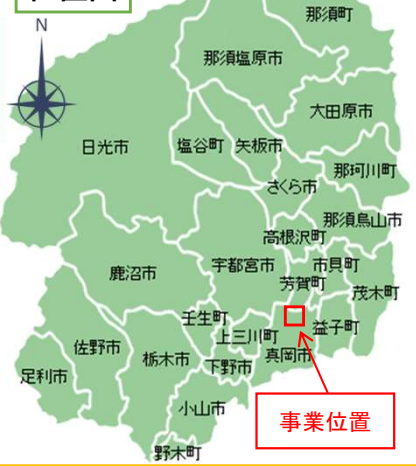 N
那須町
那須塩原市
大田原市
日光市
塩谷町
矢板市
那珂川町
さくら市
那須烏山市
高根沢町
宇都宮市
市貝町
鹿沼市
芳賀町
茂木町
壬生町
上三川町
益子町
佐野市
栃木市
下野市
真岡市
足利市
小山市
事業位置
野木町